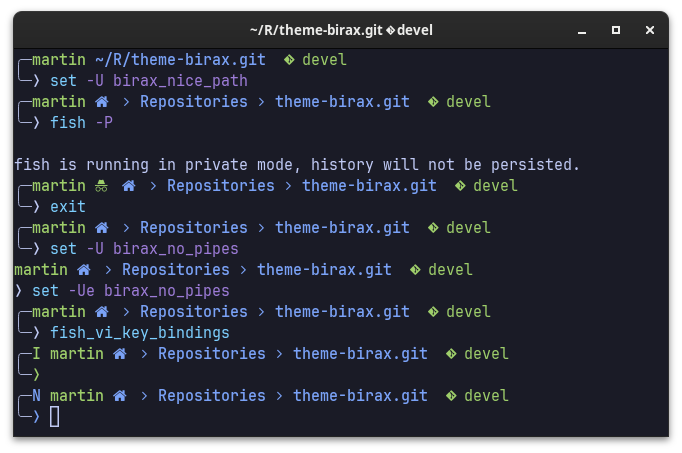 ~/R/theme-birax.git devel
╭─martin ~/R/theme-birax.git devel
╰─❭ set -U birax_nice_path
╭─martin > Repositories > theme-birax.git devel
╰─❭ fish -P
fish is running in private mode, history will not be persisted.
╭─martin > Repositories > theme-birax.git devel
╰─❭ exit
╭─martin > Repositories > theme-birax.git devel
╰─❭ set -U birax_no_pipes
martin > Repositories > theme-birax.git devel
❭ set -Ue birax_no_pipes
╭─martin > Repositories > theme-birax.git devel
╰─❭ fish_vi_key_bindings
╭─I martin > Repositories > theme-birax.git devel
╰─❭
╭─N martin > Repositories > theme-birax.git devel
╰─❭